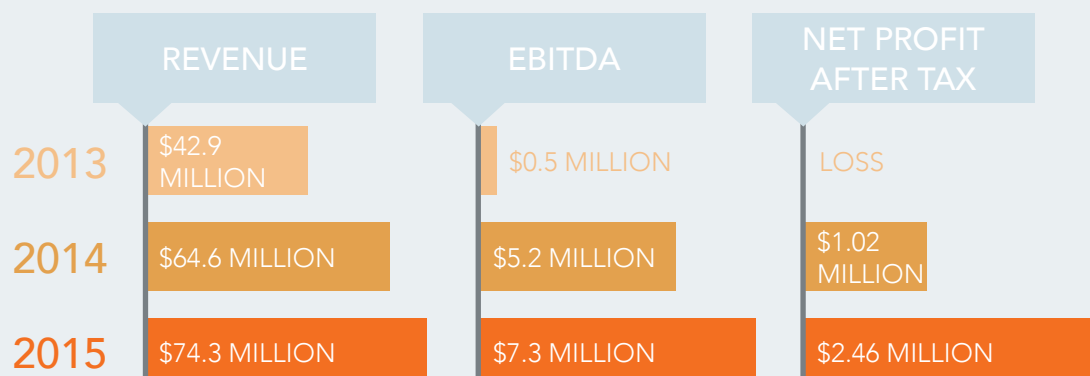 REVENUE
EBITDA
NET PROFIT
AFTER TAX
2013
$42.9
MILLION
$0.5 MILLION
LOSS
2014
$64.6 MILLION
$5.2 MILLION
$1.02
MILLION
2015
$74.3 MILLION
$7.3 MILLION
$2.46 MILLION